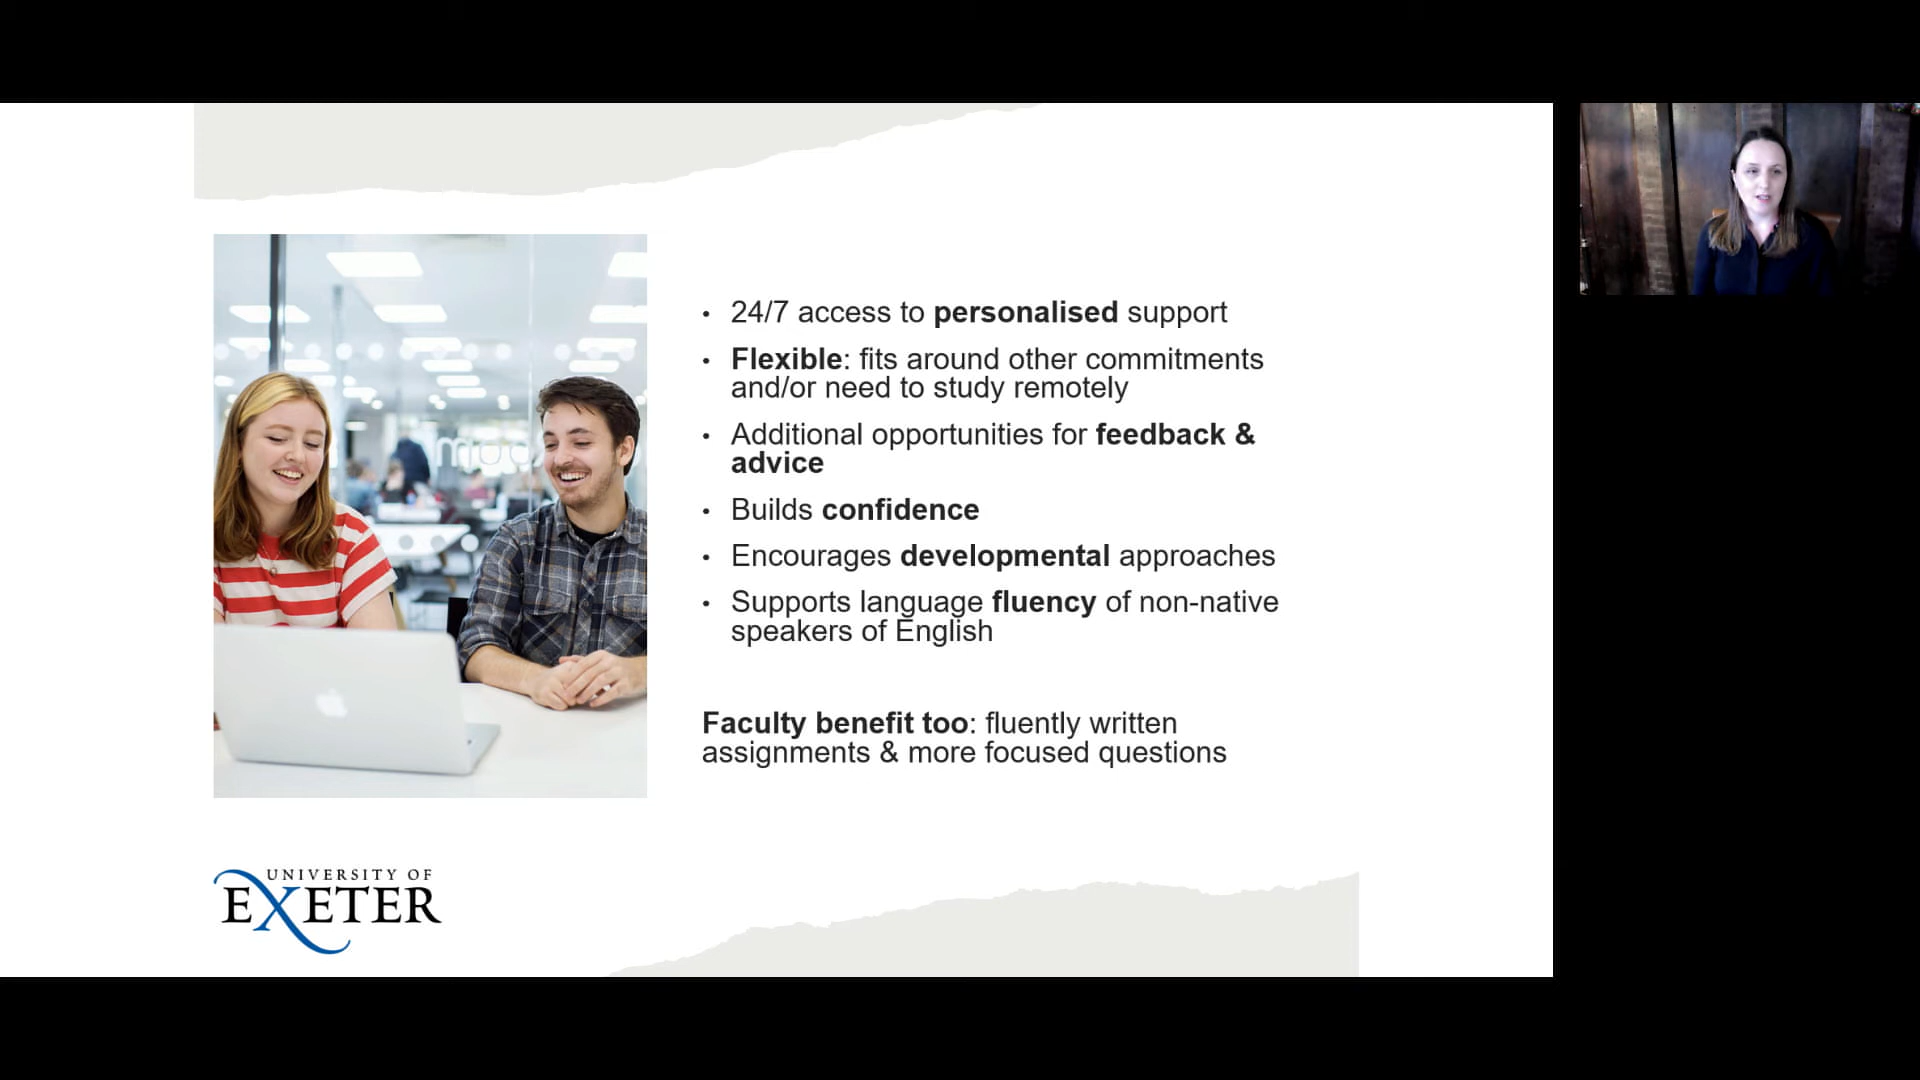 • 24/7 access to personalised support
• Flexible: fits around other commitments
and/or need to study remotely
• Additional opportunities for feedback &
advice
• Builds confidence
• Encourages developmental approaches
• Supports language fluency of non-native
speakers of English
Faculty benefit too: fluently written
assignments & more focused questions
UNIVERSITY OF
EXETER